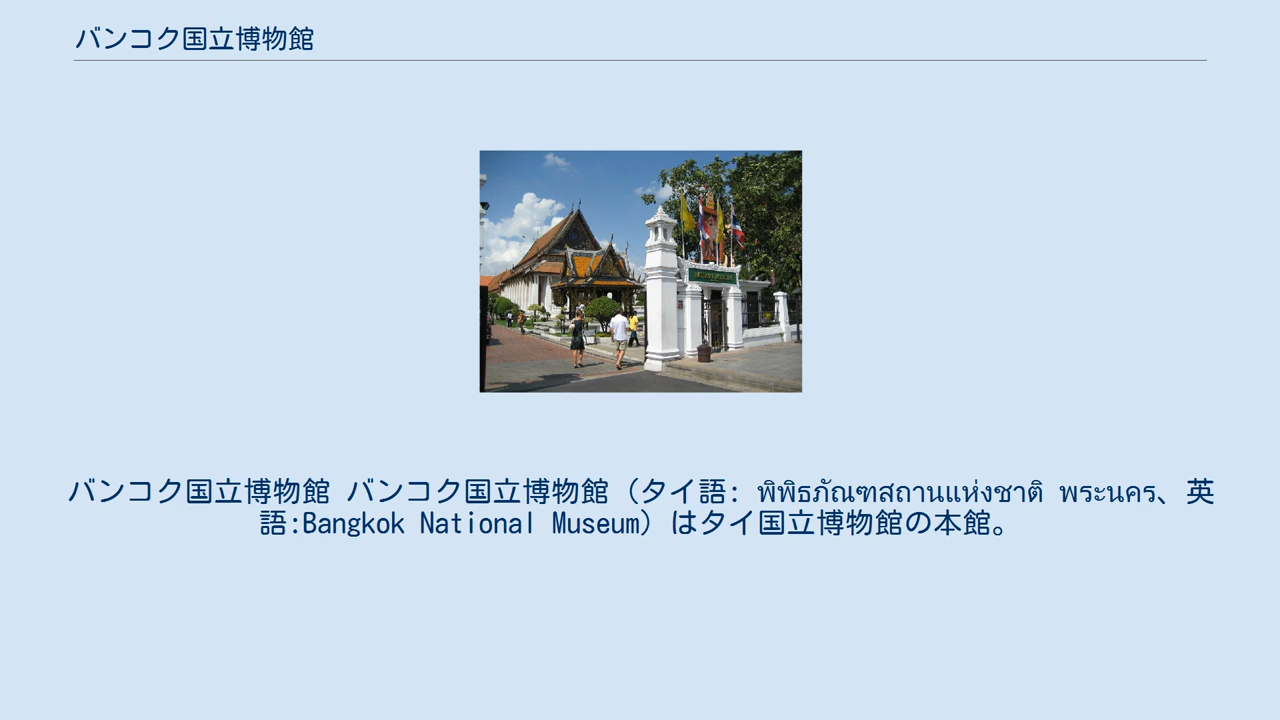 バンコク国立博物館
バンコク国立博物館 バンコク国立博物館（タイ語: พิพิธภัณฑสถานแห่งชาติ พระนคร、英
語:Bangkok National Museum）はタイ国立博物館の本館。